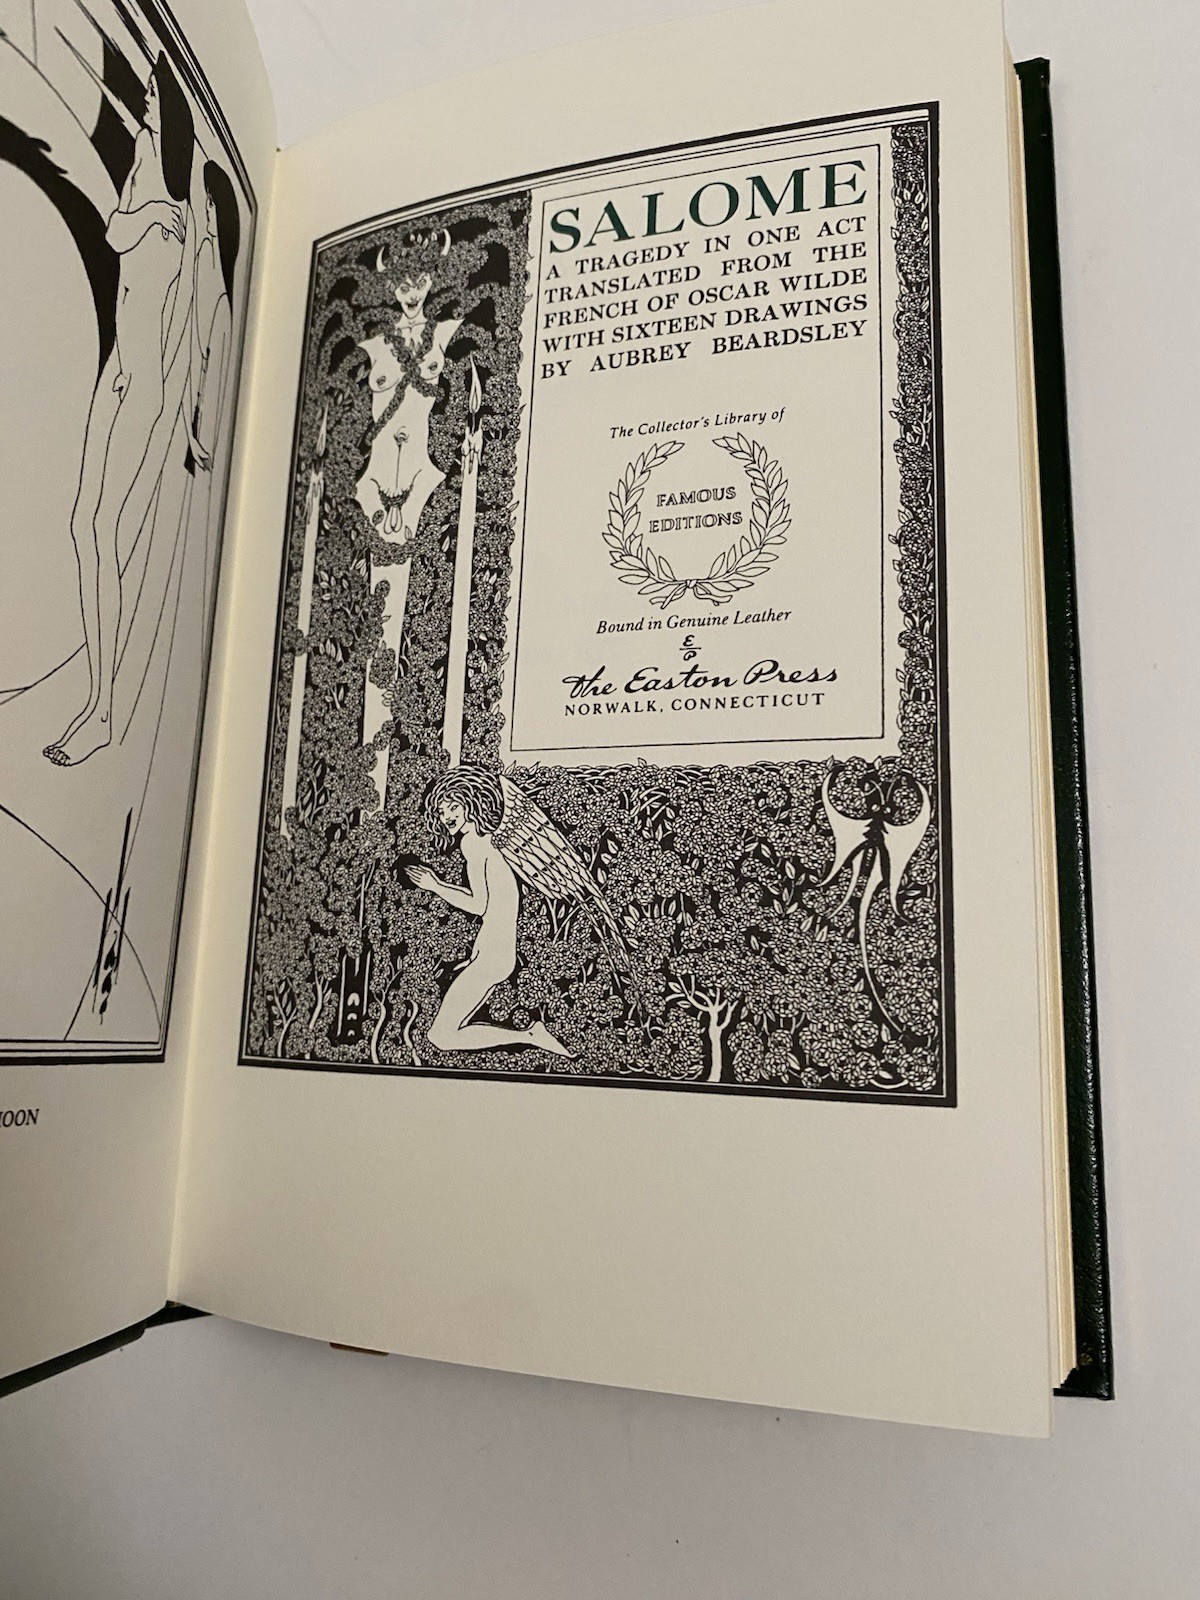 SALOME
A TRAGEDY IN ONE ACT
TRANSLATED FROM THE
FRENCH OF OSCAR WILDE
WITH SIXTEEN DRAWINGS
BY AUBREY BEARDSLEY
The Collector's Library of
FAMOUS
EDITIONS
Bound in Genuine Leather
The Easton Press
NORWALK, CONNECTICUT